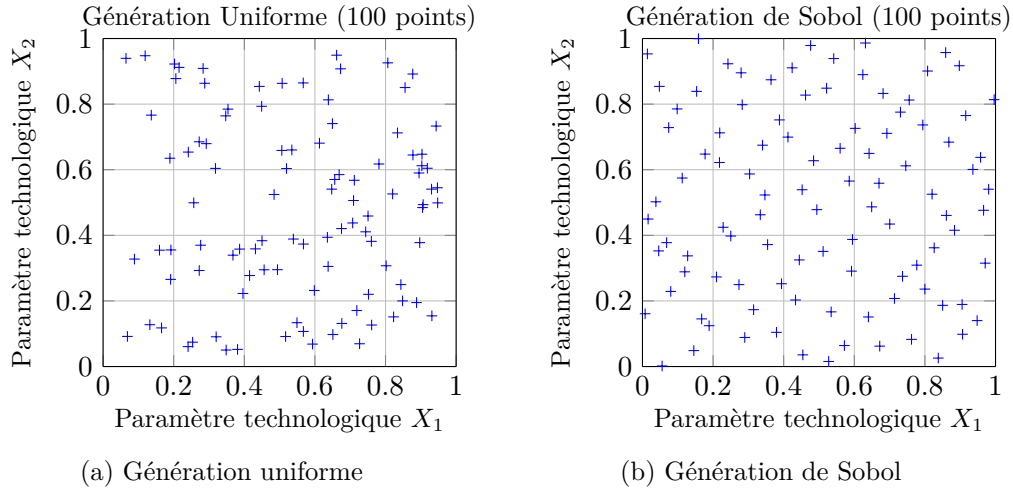 Génération Uniforme (100 points)
Paramètre technologique X₂
1
0.8
0.6
0.4
0.2
0
0 0.2 0.4 0.6 0.8 1
Paramètre technologique X₁
(a) Génération uniforme
Génération de Sobol (100 points)
Paramètre technologique X₂
1
0.8
0.6
0.4
0.2
0
0 0.2 0.4 0.6 0.8 1
Paramètre technologique X₁
(b) Génération de Sobol